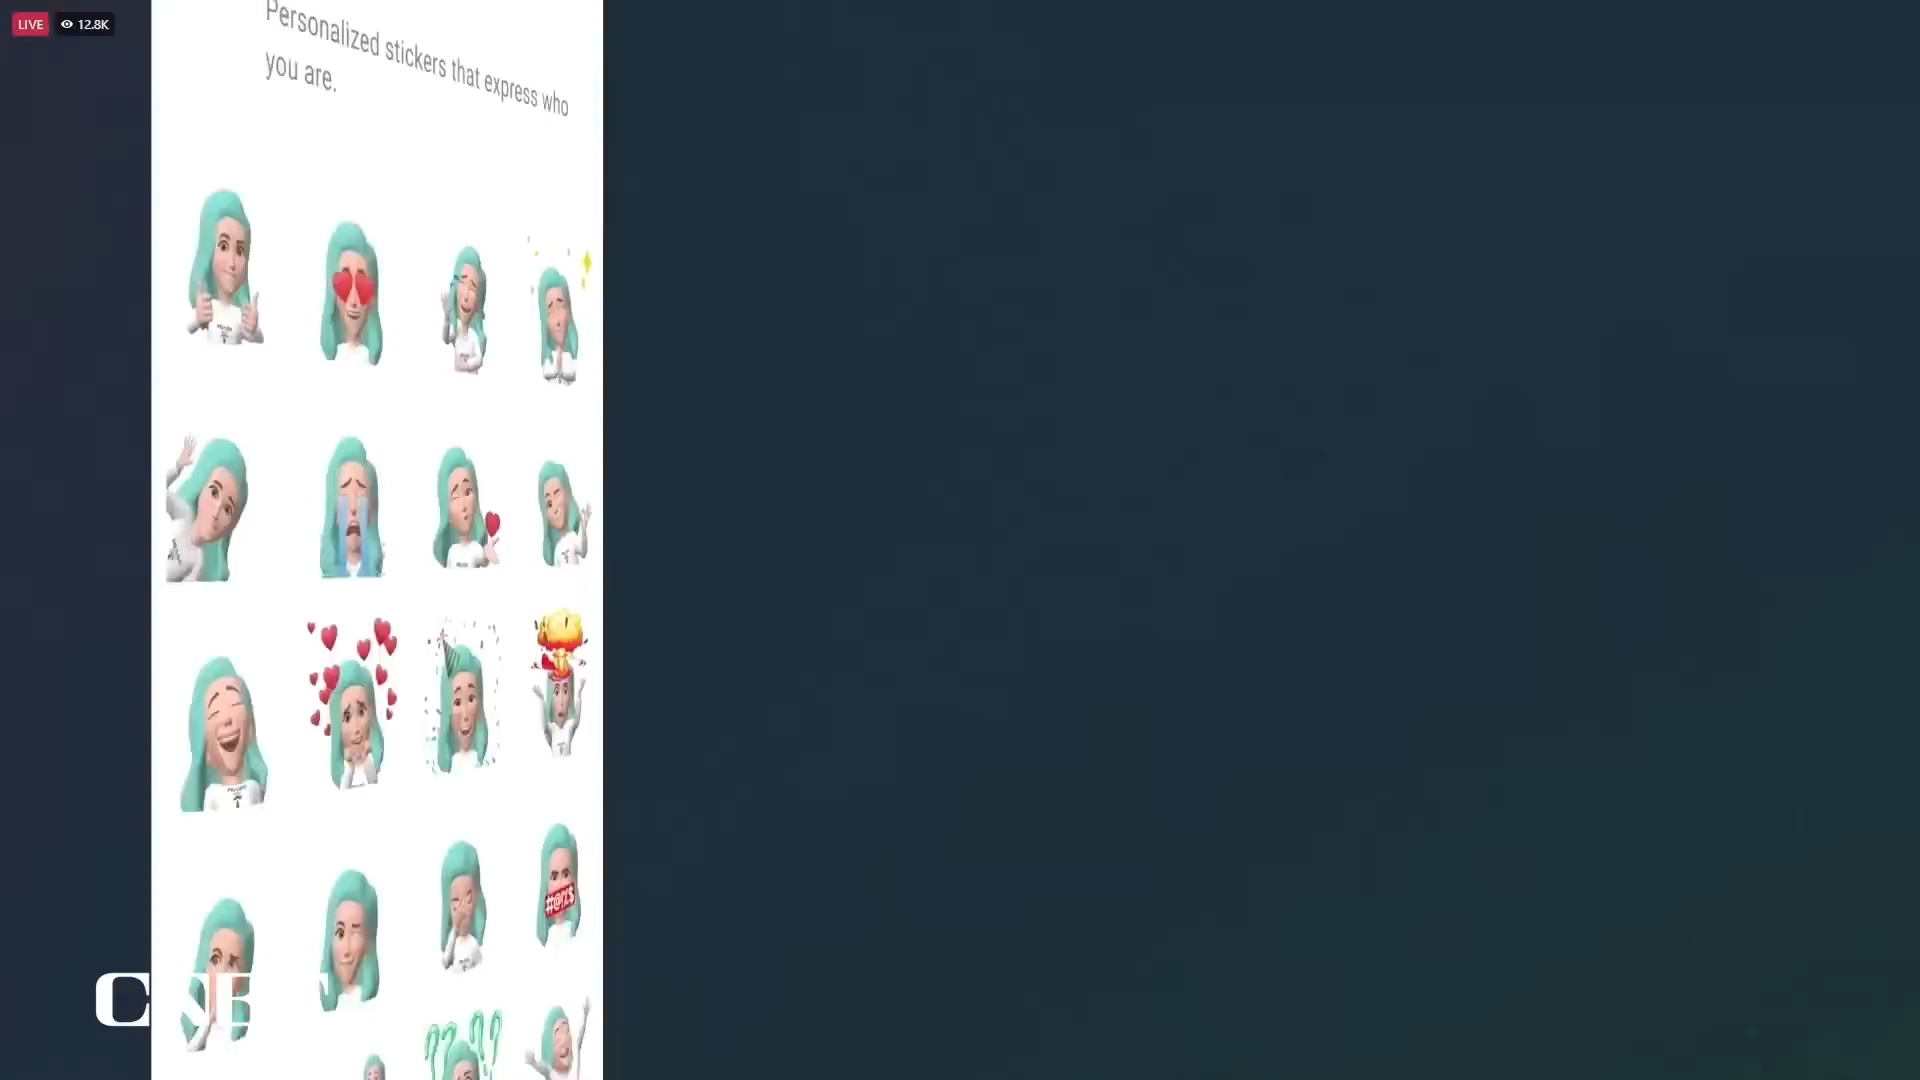 LIVE
12.8K
Personalized stickers that express who
you are.
#@!$
??!!